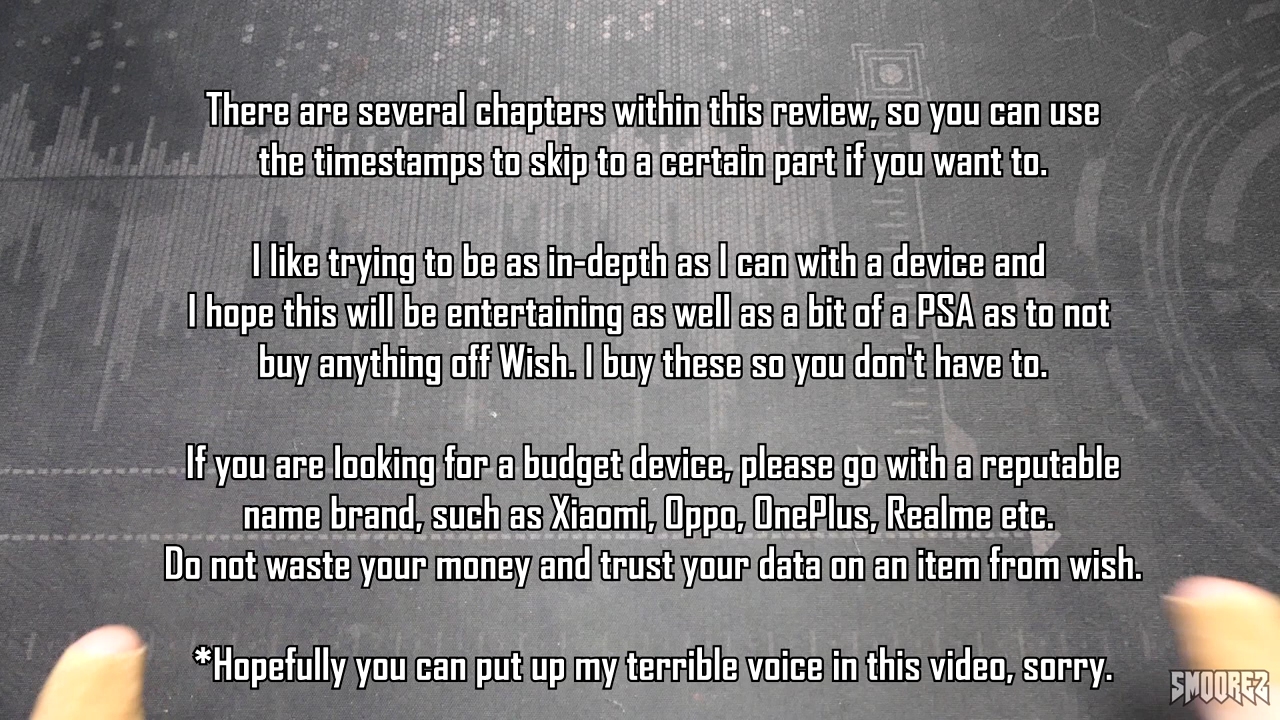 There are several chapters within this review, so you can use
the timestamps to skip to a certain part if you want to.
I like trying to be as in-depth as I can with a device and
I hope this will be entertaining as well as a bit of a PSA as to not
buy anything off Wish. I buy these so you don't have to.
If you are looking for a budget device, please go with a reputable
name brand, such as Xiaomi, Oppo, OnePlus, Realme etc.
Do not waste your money and trust your data on an item from wish.
*Hopefully you can put up my terrible voice in this video, sorry.
SMOOREZ